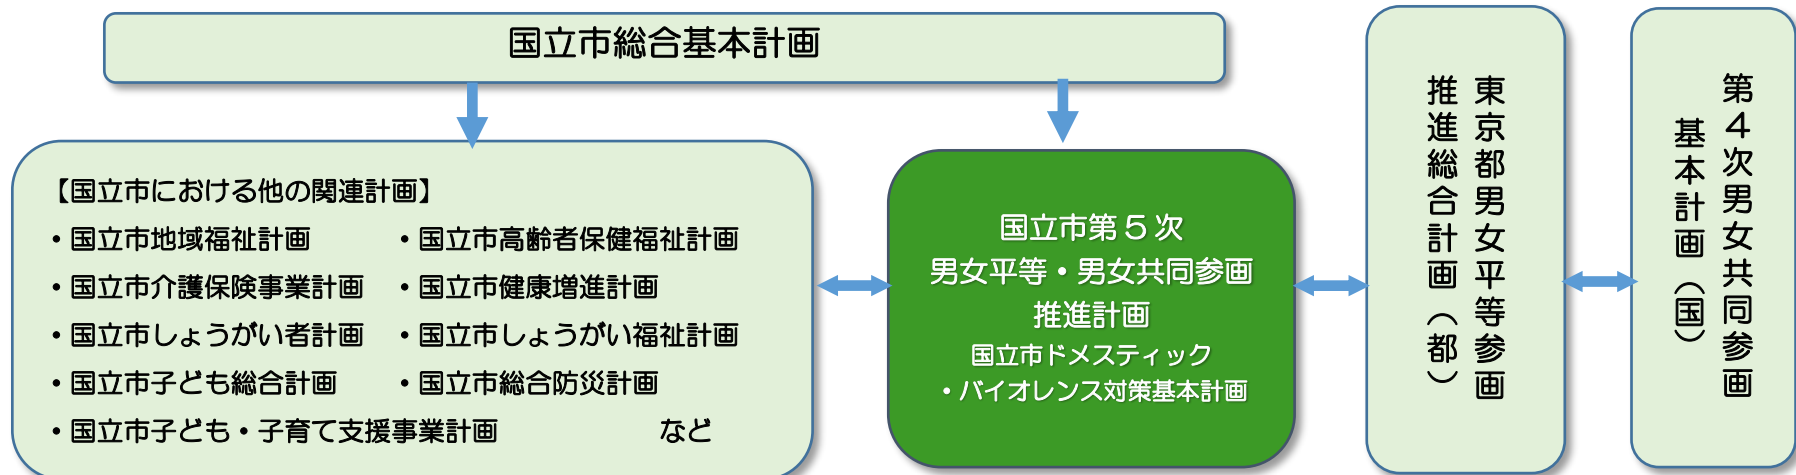 国立市総合基本計画
【国立市における他の関連計画】
・国立市地域福祉計画 ・国立市高齢者保健福祉計画
・国立市介護保険事業計画 ・国立市健康増進計画
・国立市しょうがい者計画 ・国立市しょうがい福祉計画
・国立市子ども総合計画 ・国立市総合防災計画
・国立市子ども・子育て支援事業計画 など
国立市第５次
男女平等・男女共同参画
推進計画
国立市ドメスティック
・バイオレンス対策基本計画
東京都男女平等参画
推進総合計画（都）
第４次男女共同参画
基本計画（国）